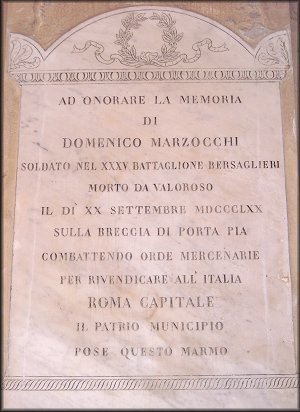 AD ONORARE LA MEMORIA
DI
DOMENICO MARZOCCHI
SOLDATO NEL XXXV BATTAGLIONE BERSAGLIERI
MORTO DA VALOROSO
IL DÌ XX SETTEMBRE MDCCCLXX
SULLA BRECCIA DI PORTA PIA
COMBATTENDO ORDE MERCENARIE
PER RIVENDICARE ALL'ITALIA
ROMA CAPITALE
IL PATRIO MUNICIPIO
POSE QUESTO MARMO